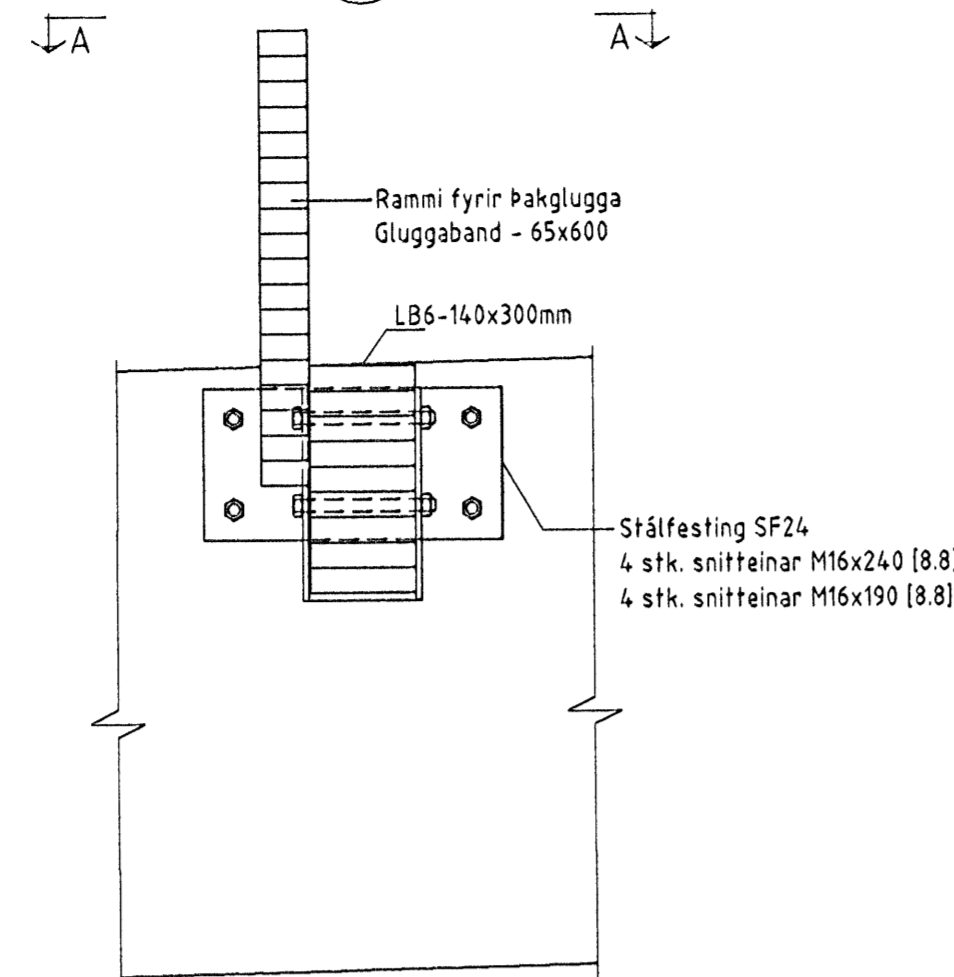 A A
Rammi fyrir þakglugga
Gluggaband - 65x600
LB6-140x300mm
Stálfesting SF24
4 stk. snitteinar M16x240 [8.8]
4 stk. snitteinar M16x190 [8.8]